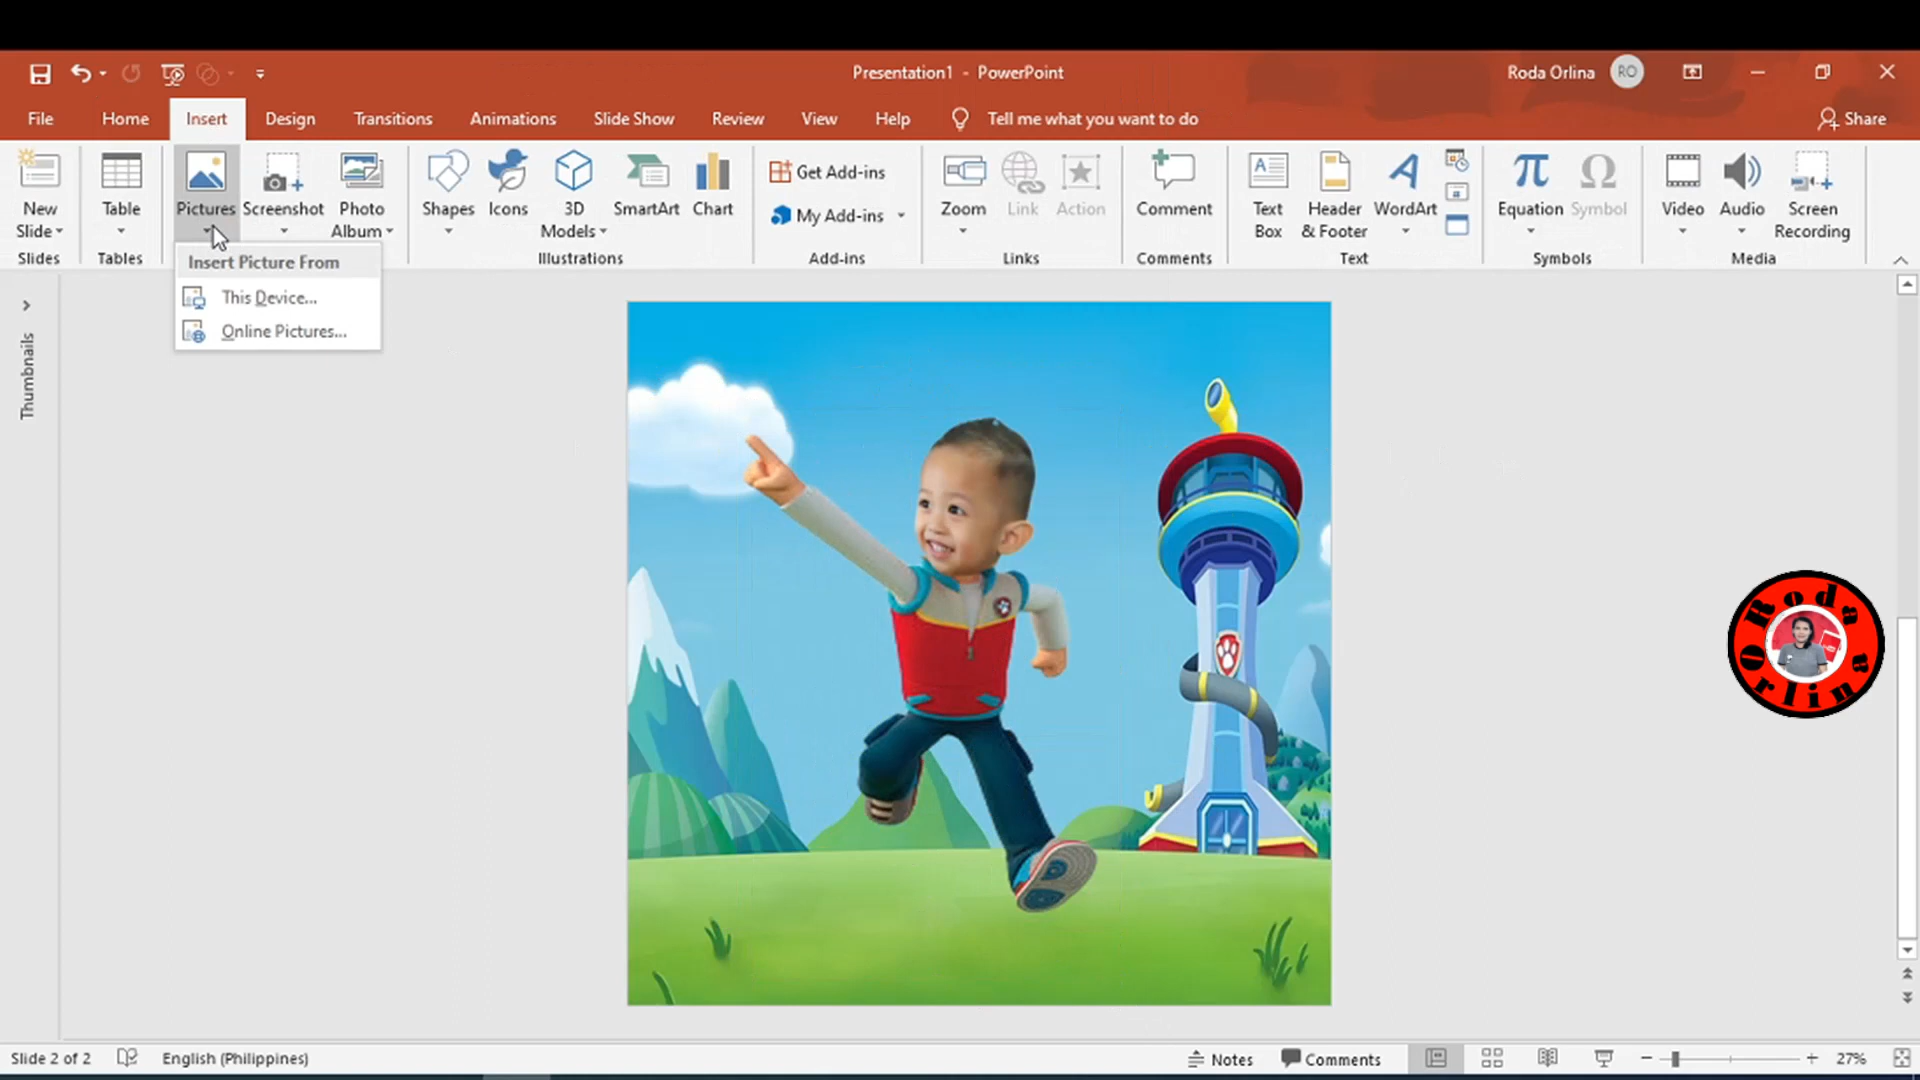 Presentation1 - PowerPoint
Roda Orlina
RO
File
Home
Insert
Design
Transitions
Animations
Slide Show
Review
View
Help
Tell me what you want to do
Share
New Slide
Table
Pictures
Screenshot
Photo Album
Shapes
Icons
3D Models
SmartArt
Chart
Get Add-ins
My Add-ins
Zoom
Link
Action
Comment
Text Box
Header & Footer
WordArt
Equation
Symbol
Video
Audio
Screen Recording
Slides
Tables
Illustrations
Add-ins
Links
Comments
Text
Symbols
Media
Insert Picture From
This Device...
Online Pictures...
Thumbnails
Roda
Orlina
Slide 2 of 2
English (Philippines)
Notes
Comments
27%